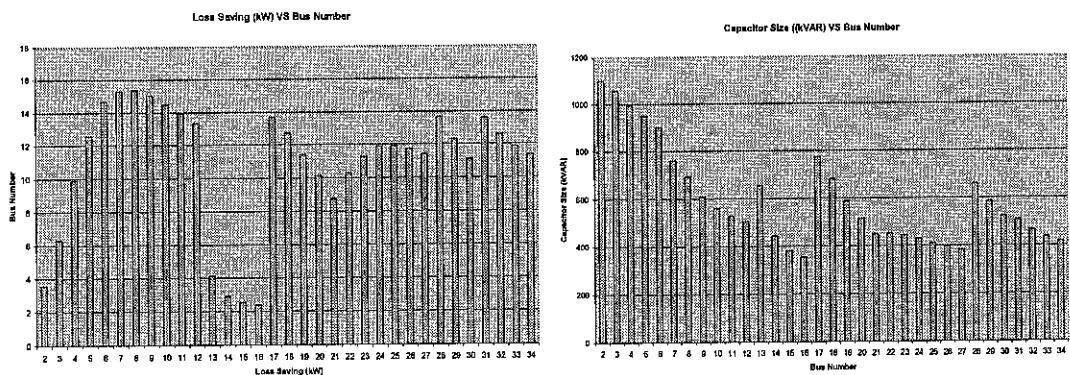 Loss Saving (kW) VS Bus Number
18
16
14
12
10
8
6
4
2
0
Bus Number
2 3 4 5 6 7 8 9 10 11 12 13 14 15 16 17 18 19 20 21 22 23 24 25 26 27 28 29 30 31 32 33 34
Loss Saving (kW)
Capacitor Size ((kVAR) VS Bus Number
1200
1000
800
600
400
200
0
Capacitor Size (kVAR)
2 3 4 5 6 7 8 9 10 11 12 13 14 15 16 17 18 19 20 21 22 23 24 25 26 27 28 29 30 31 32 33 34
Bus Number